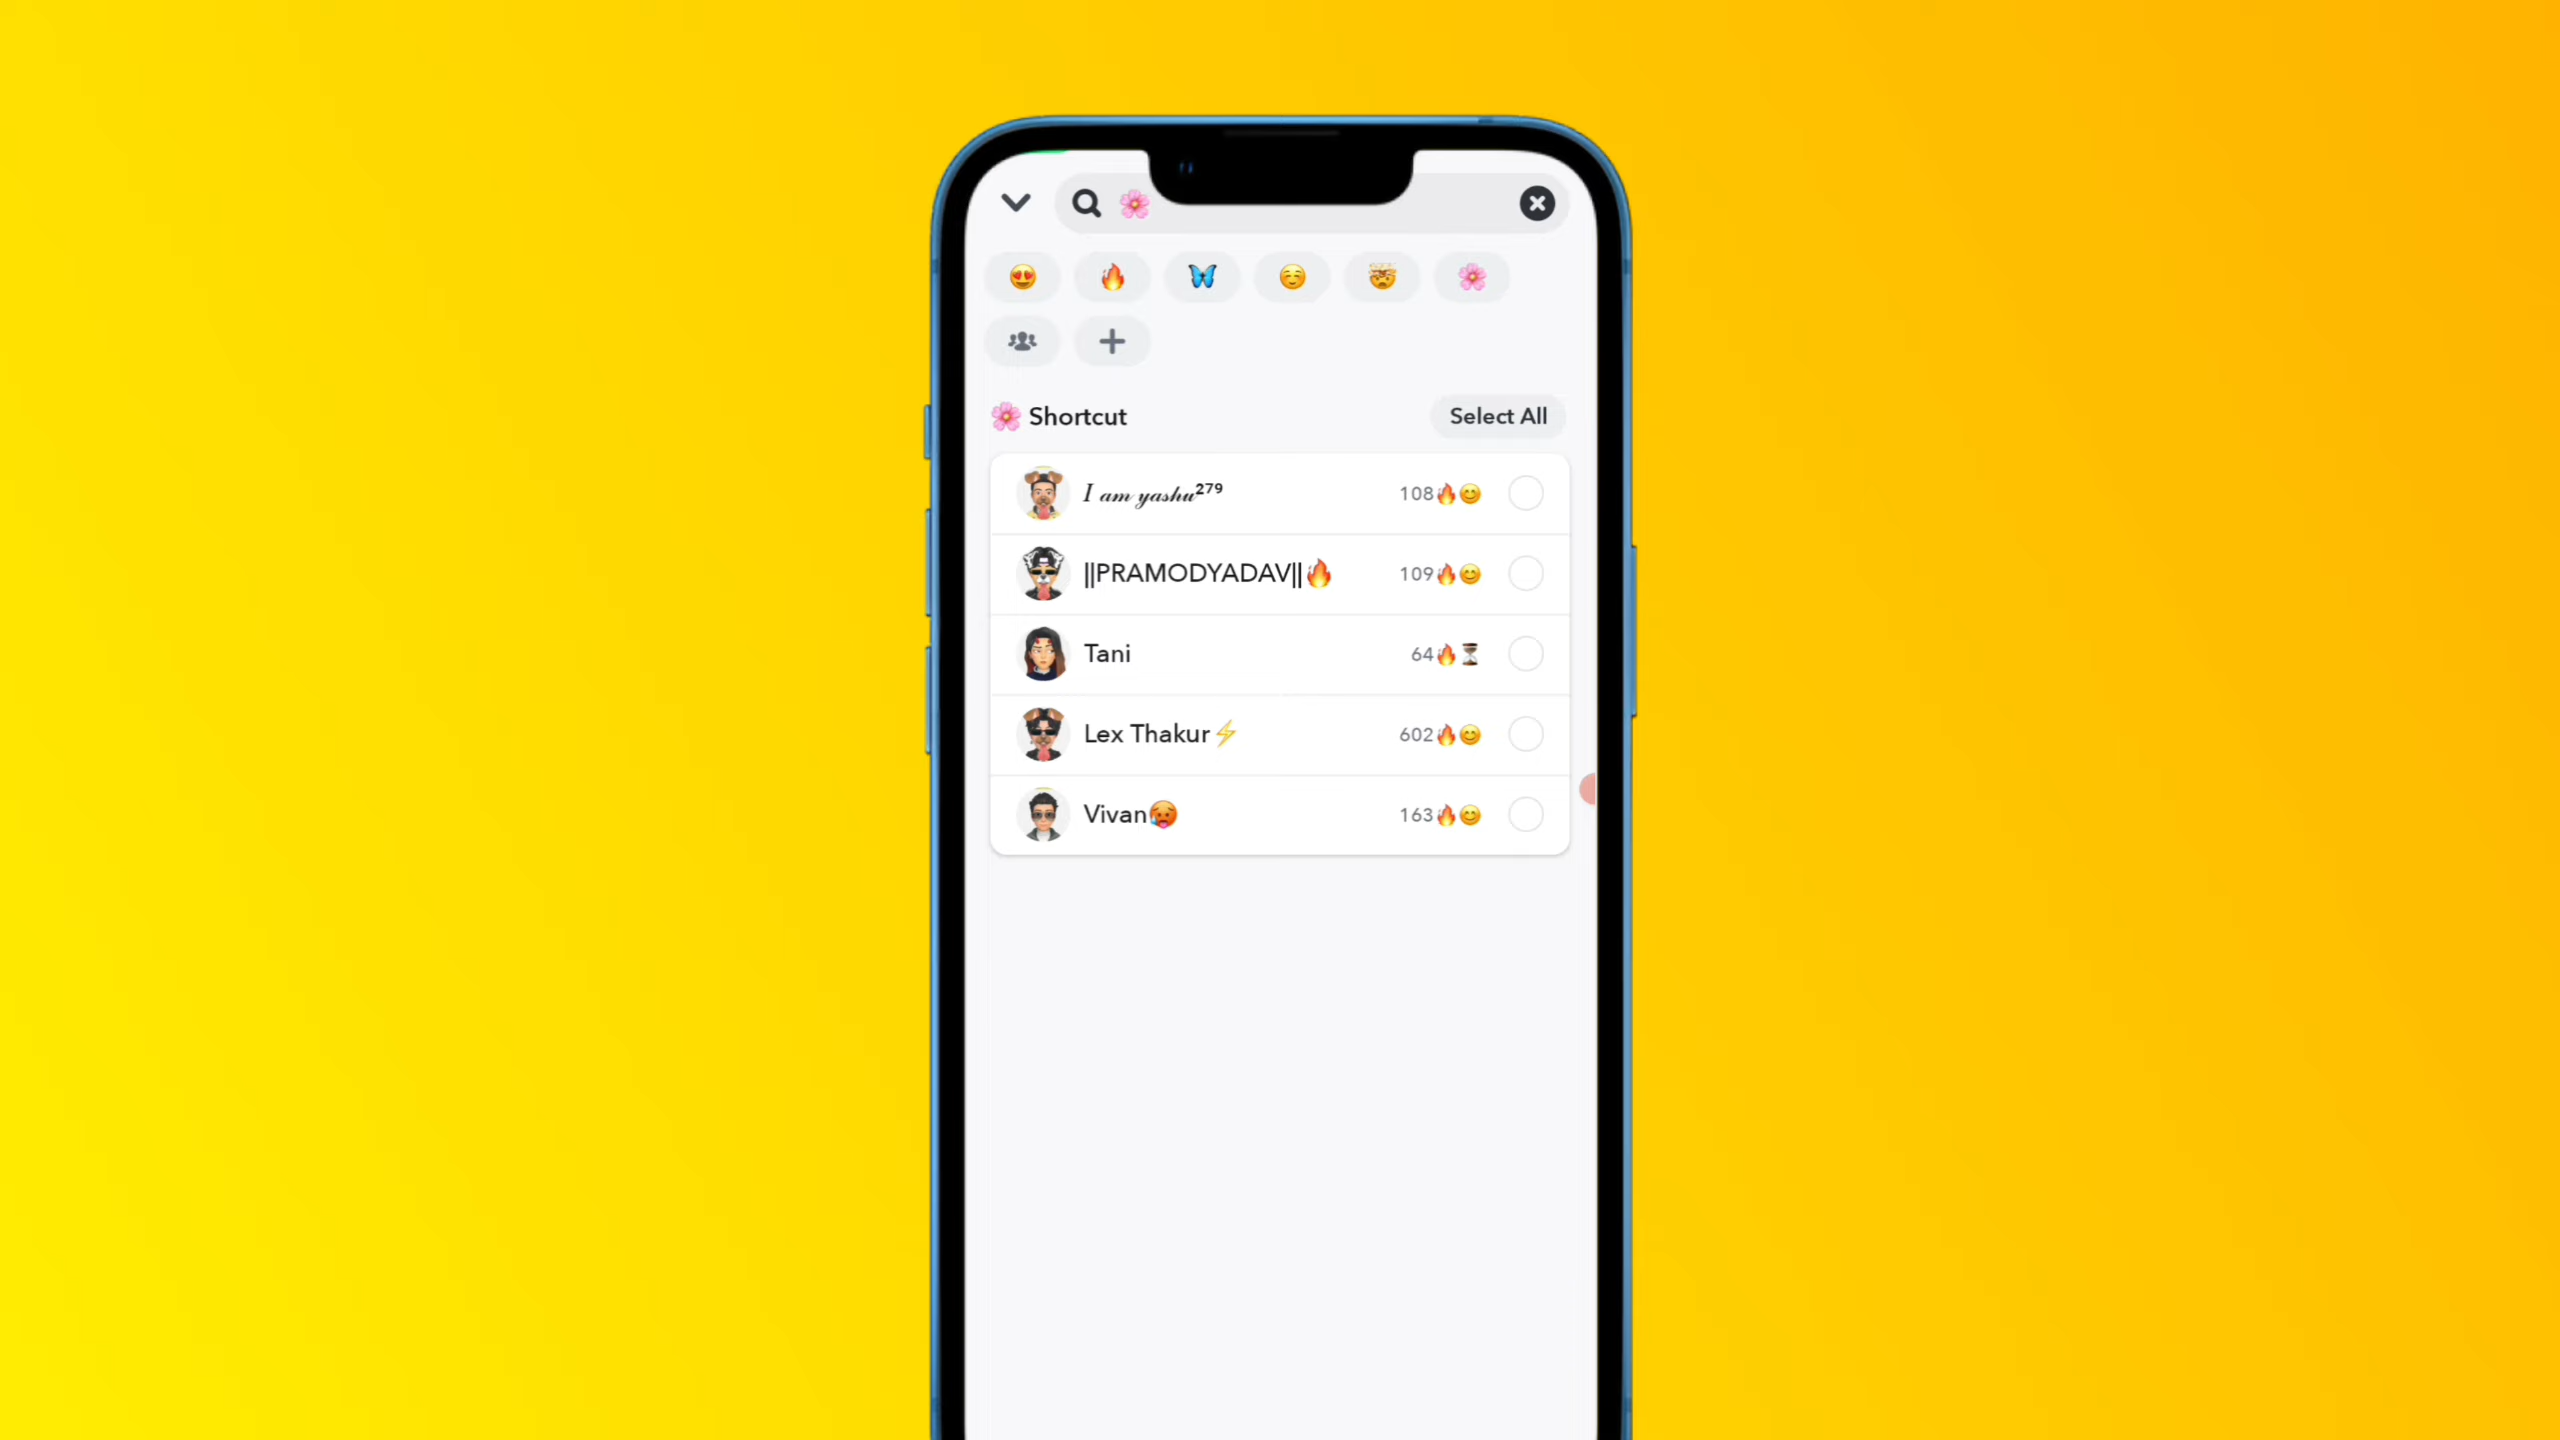 🌸
😍 🔥 🦋 ☺️ 🤯 🌸
🌸 Shortcut
Select All
𝐼 𝒶𝓂 𝓎𝒶𝓈𝒽𝓊²⁷⁹ 108🔥😊
||PRAMODYADAV||🔥 109🔥😊
Tani 64🔥⌛
Lex Thakur⚡ 602🔥😊
Vivan🥵 163🔥😊